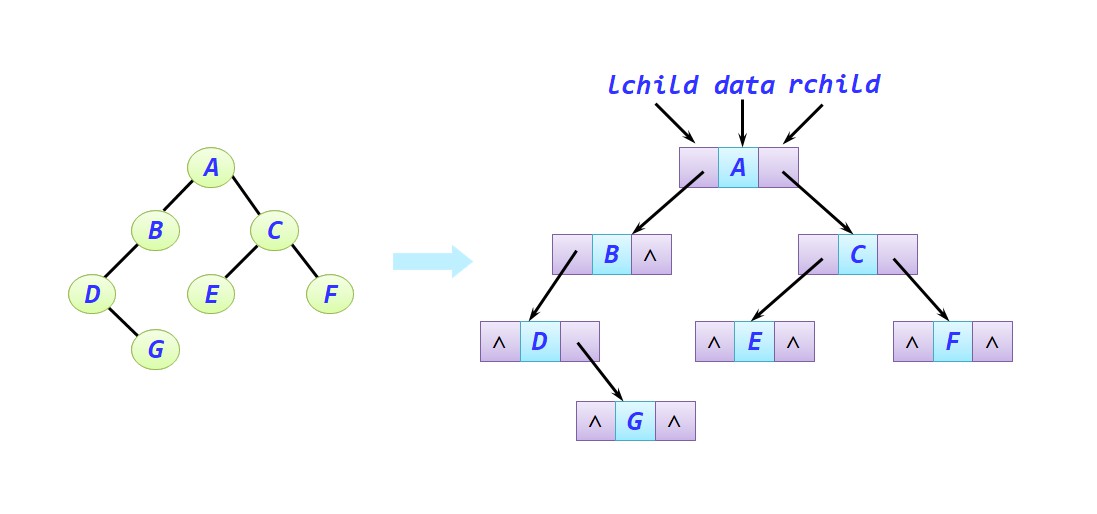 lchild data rchild
A
A
B
C
B ^
C
D
E
F
^ D
^ E ^
^ F ^
G
^ G ^